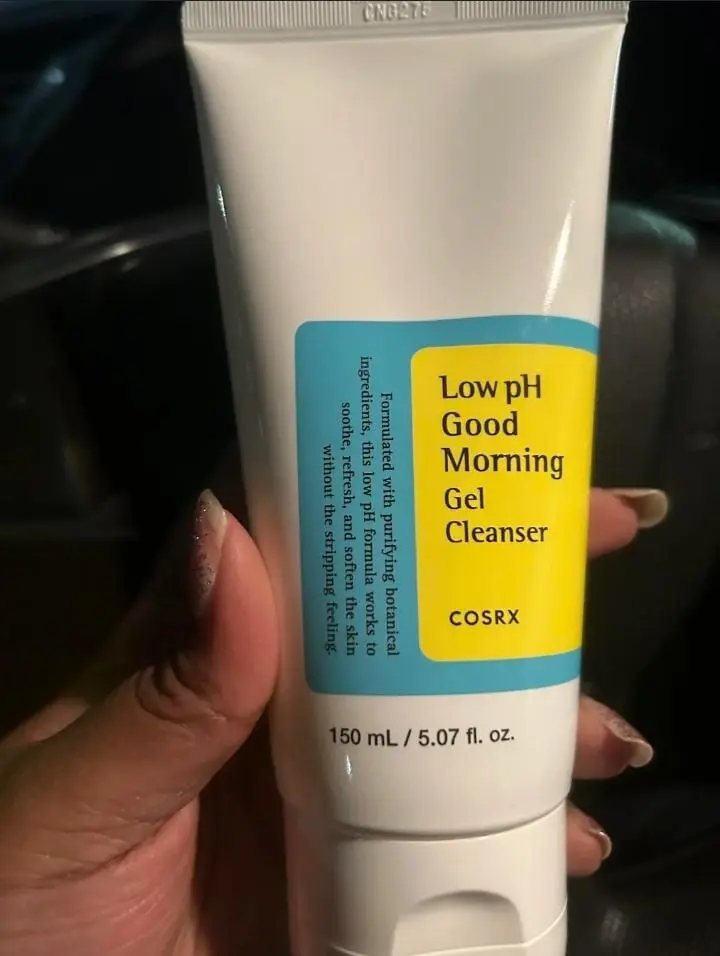 CNG276
Low pH
Good
Morning
Gel
Cleanser
COSRX
Formulated with purifying botanical
ingredients, this low pH formula works to
soothe, refresh, and soften the skin
without the stripping feeling.
150 mL / 5.07 fl. oz.